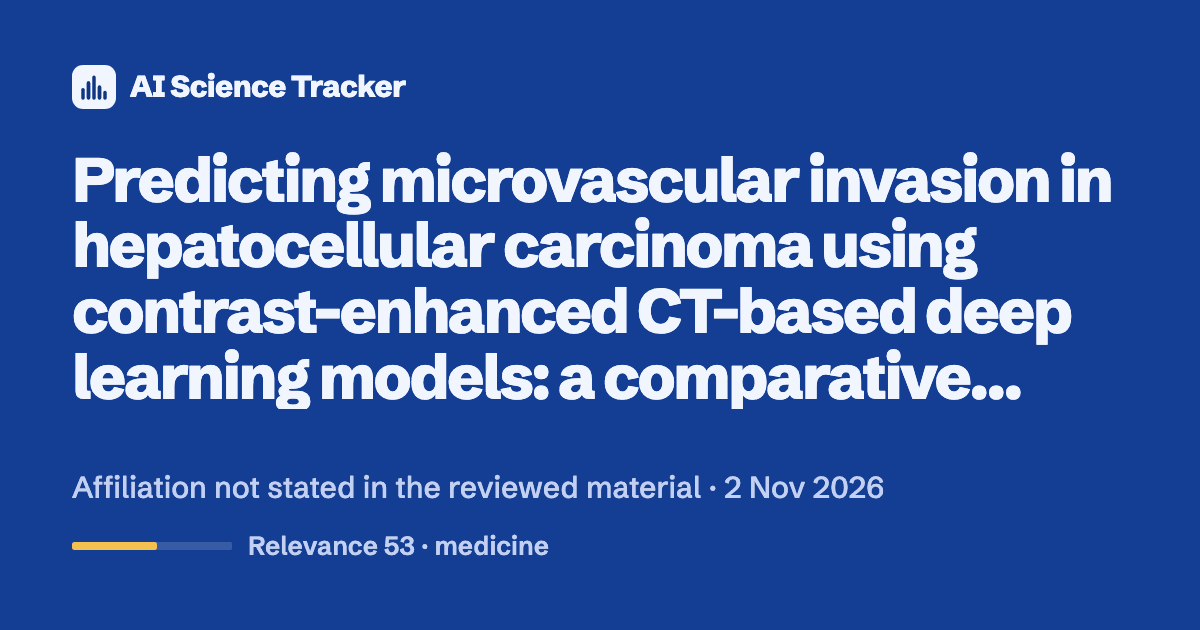 AI Science Tracker
Predicting microvascular invasion in
hepatocellular carcinoma using
contrast-enhanced CT-based deep
learning models: a comparative...
Affiliation not stated in the reviewed material · 2 Nov 2026
Relevance 53 · medicine